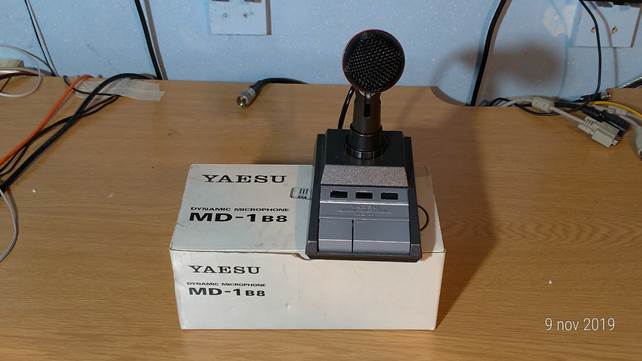 YAESU
DYNAMIC MICROPHONE
MD-1B8
YAESU
DYNAMIC MICROPHONE
MD-1B8
9 nov 2019